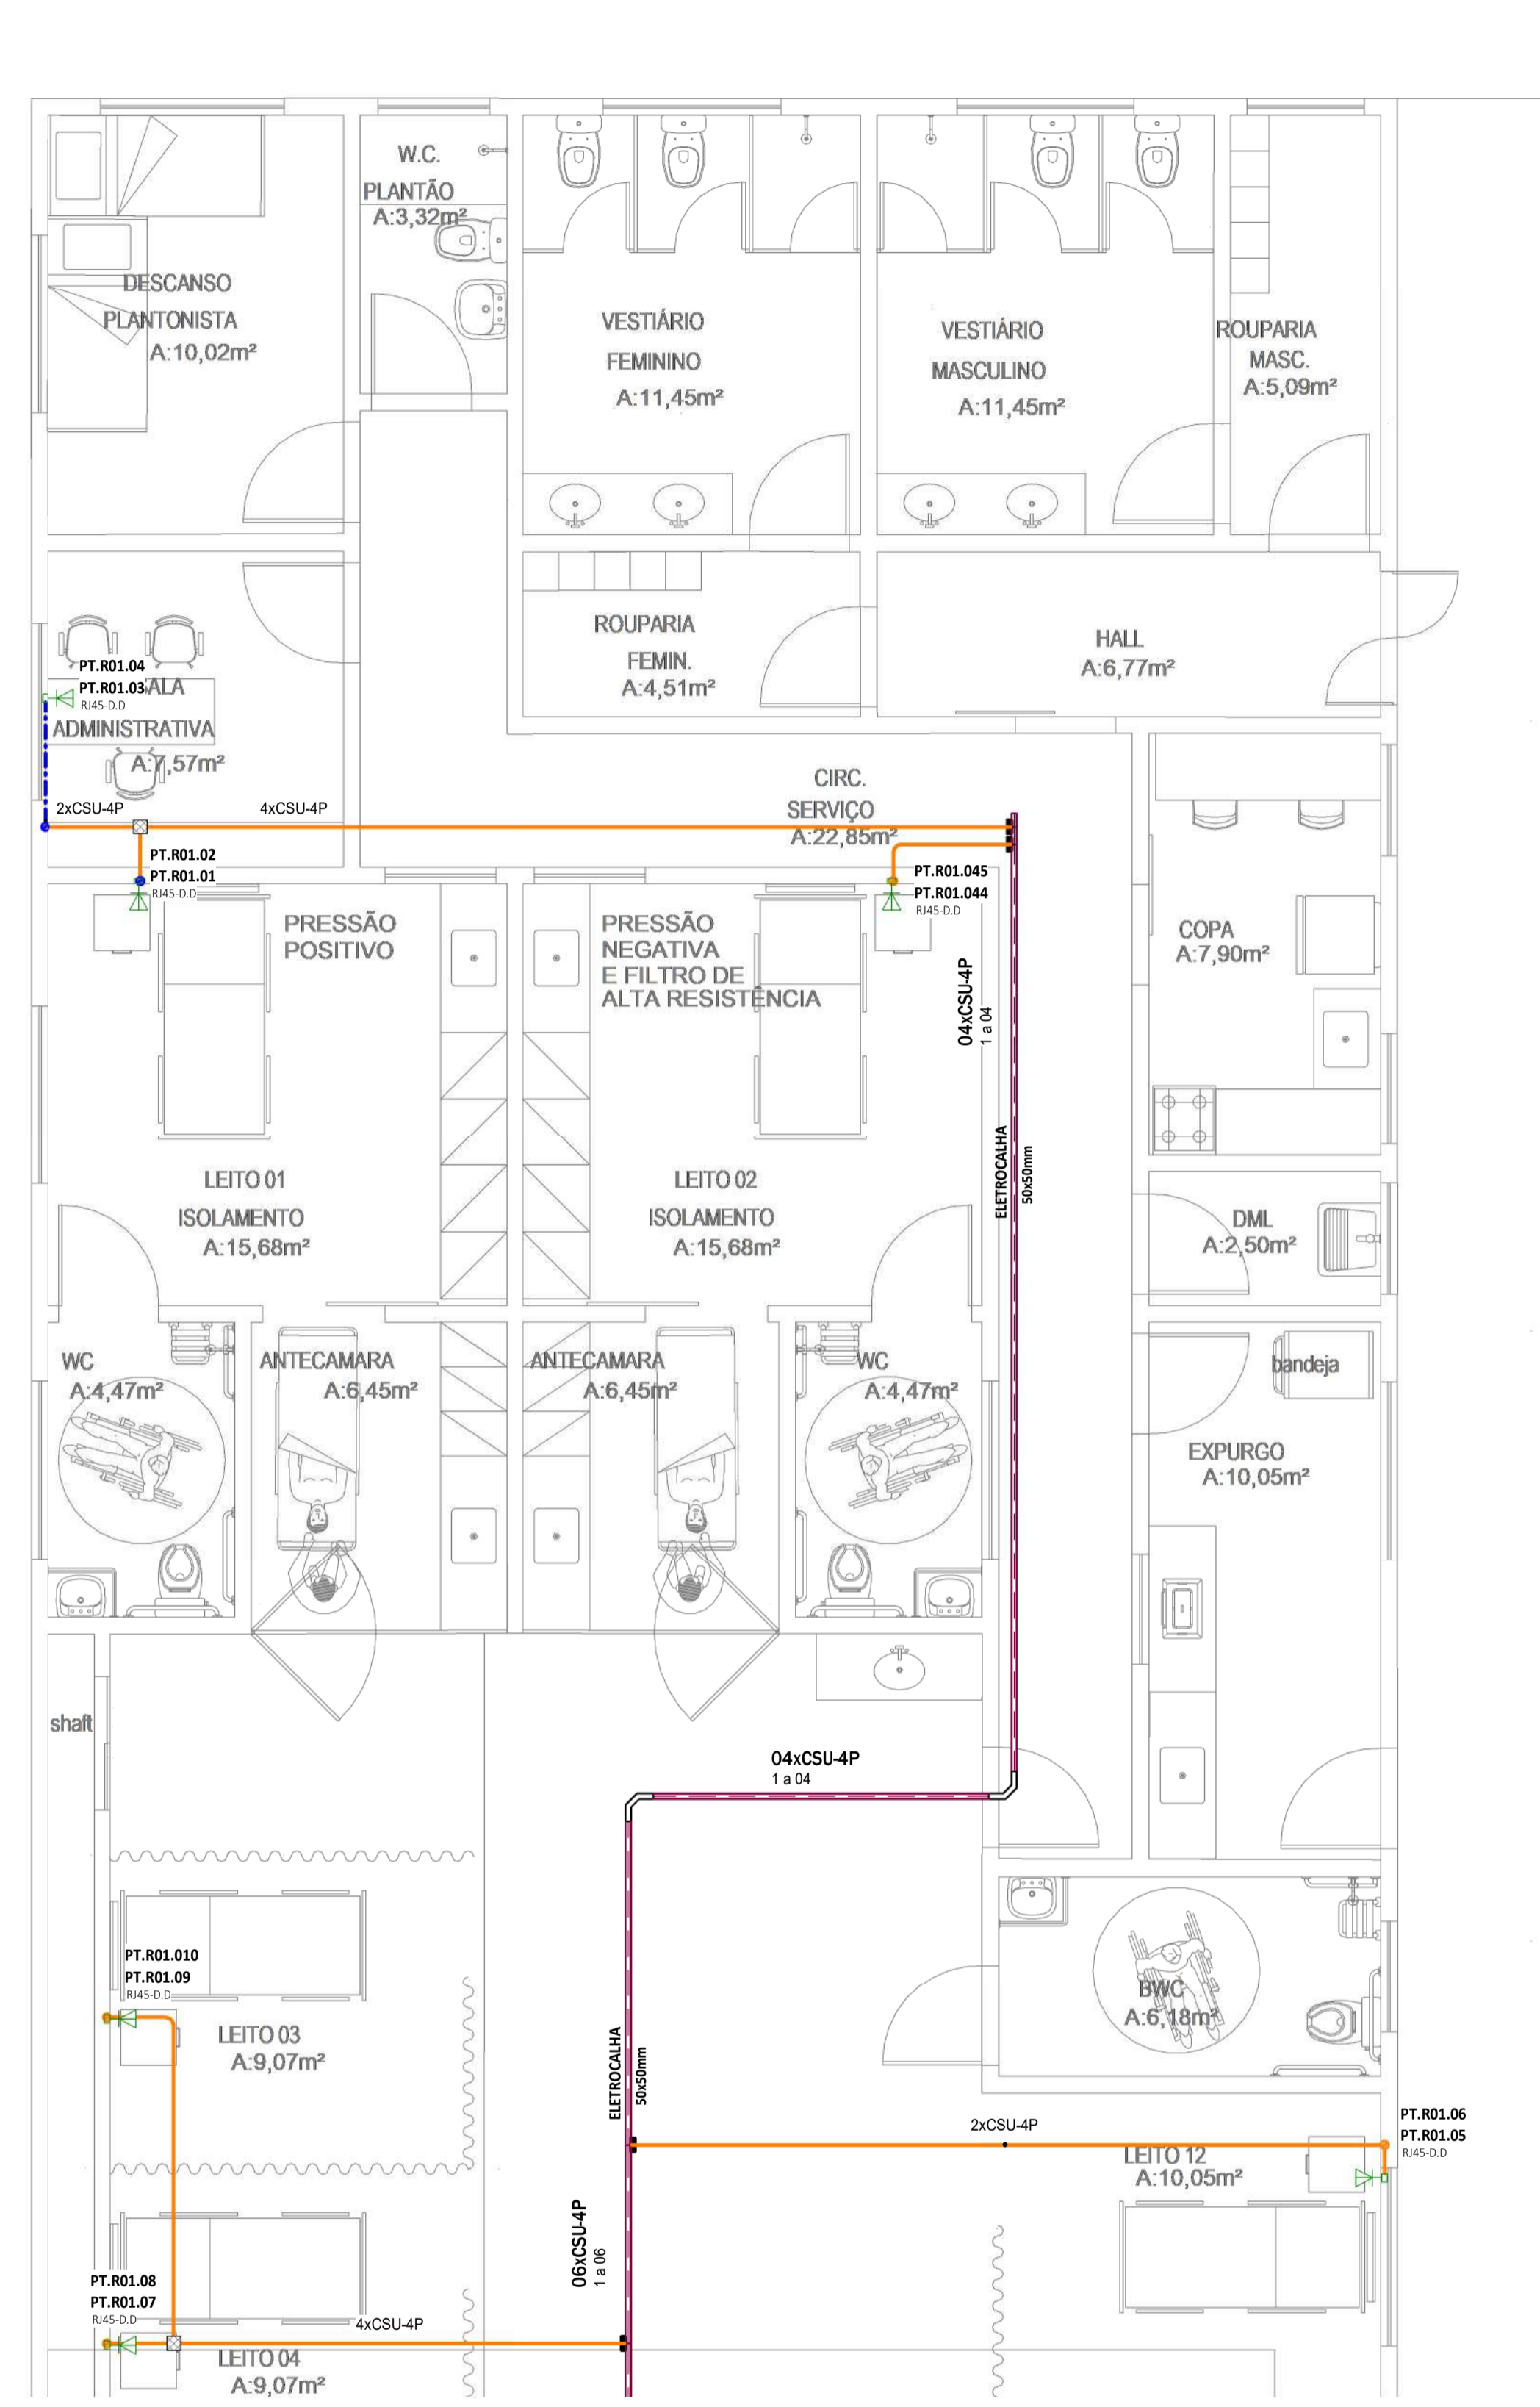 W.C.
PLANTÃO
A:3,32m²
DESCANSO
PLANTONISTA
A:10,02m²
VESTIÁRIO
FEMININO
A:11,45m²
VESTIÁRIO
MASCULINO
A:11,45m²
ROUPARIA
MASC.
A:5,09m²
ROUPARIA
FEMIN.
A:4,51m²
HALL
A:6,77m²
PT.R01.04
PT.R01.03
RJ45-D.D
ALA
ADMINISTRATIVA
A:7,57m²
2xCSU-4P
4xCSU-4P
CIRC.
SERVIÇO
A:22,85m²
PT.R01.02
PT.R01.01
RJ45-D.D
PT.R01.045
PT.R01.044
RJ45-D.D
PRESSÃO
POSITIVO
PRESSÃO
NEGATIVA
E FILTRO DE
ALTA RESISTÊNCIA
04xCSU-4P
1 a 04
COPA
A:7,90m²
ELETROCALHA
50x50mm
LEITO 01
ISOLAMENTO
A:15,68m²
LEITO 02
ISOLAMENTO
A:15,68m²
DML
A:2,50m²
WC
A:4,47m²
ANTECAMARA
A:6,45m²
ANTECAMARA
A:6,45m²
WC
A:4,47m²
bandeja
EXPURGO
A:10,05m²
shaft
04xCSU-4P
1 a 04
PT.R01.010
PT.R01.09
RJ45-D.D
LEITO 03
A:9,07m²
BWC
A:6,18m²
ELETROCALHA
50x50mm
2xCSU-4P
PT.R01.06
PT.R01.05
RJ45-D.D
LEITO 12
A:10,05m²
06xCSU-4P
1 a 06
PT.R01.08
PT.R01.07
RJ45-D.D
4xCSU-4P
LEITO 04
A:9,07m²